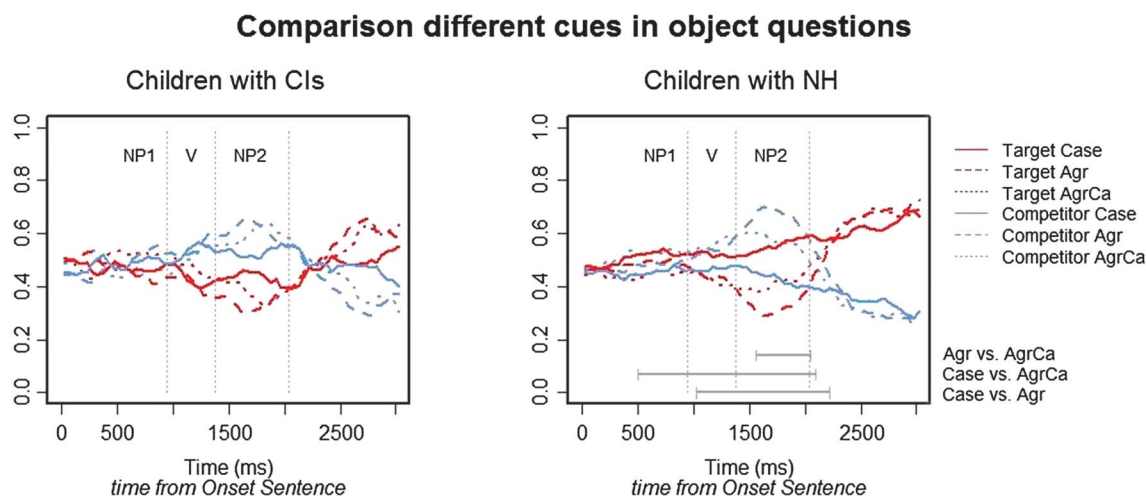 Comparison different cues in object questions
Children with CIs
1.0
0.8
0.6
0.4
0.2
0.0
NP1 V NP2
0 500 1500 2500
Time (ms)
time from Onset Sentence
Children with NH
1.0
0.8
0.6
0.4
0.2
0.0
NP1 V NP2
0 500 1500 2500
Time (ms)
time from Onset Sentence
Target Case
Target Agr
Target AgrCa
Competitor Case
Competitor Agr
Competitor AgrCa
Agr vs. AgrCa
Case vs. AgrCa
Case vs. Agr